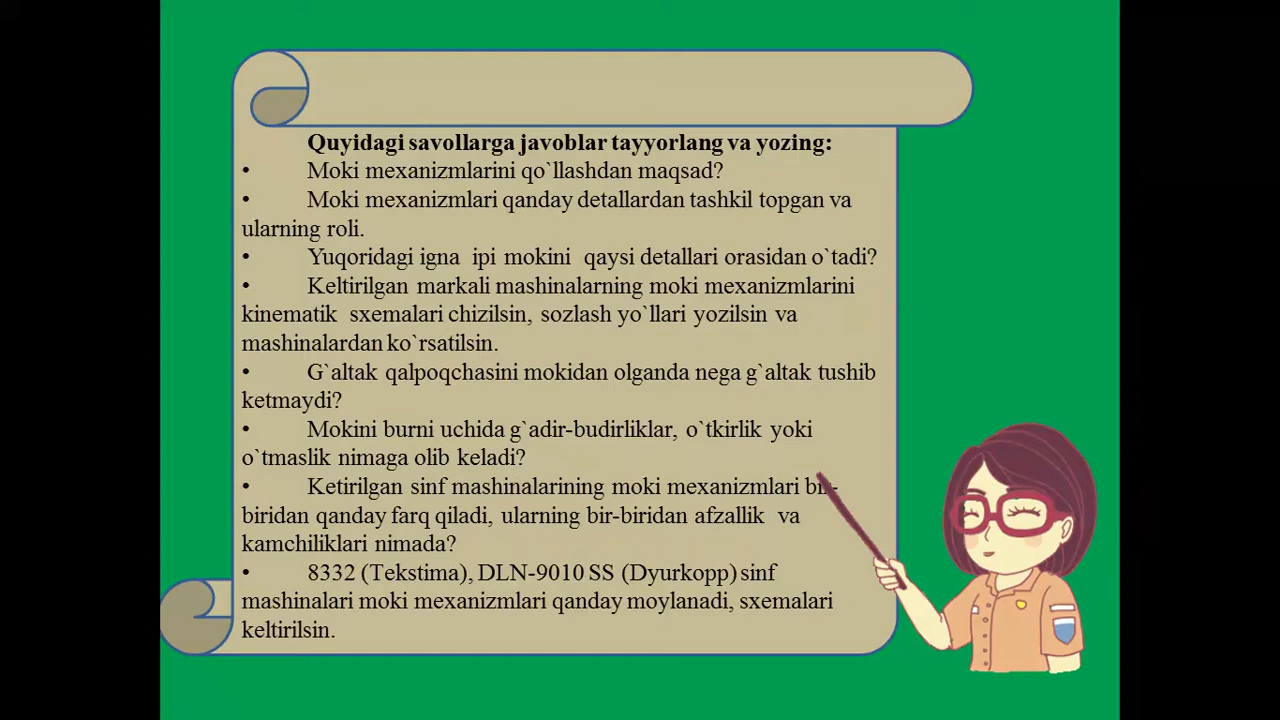 Quyidagi savollarga javoblar tayyorlang va yozing:
• Moki mexanizmlarini qo`llashdan maqsad?
• Moki mexanizmlari qanday detallardan tashkil topgan va
ularning roli.
• Yuqoridagi igna ipi mokini qaysi detallari orasidan o`tadi?
• Keltirilgan markali mashinalarning moki mexanizmlarini
kinematik sxemalari chizilsin, sozlash yo`llari yozilsin va
mashinalardan ko`rsatilsin.
• G`altak qalpoqchasini mokidan olganda nega g`altak tushib
ketmaydi?
• Mokini burni uchida g`adir-budirliklar, o`tkirlik yoki
o`tmaslik nimaga olib keladi?
• Ketirilgan sinf mashinalarining moki mexanizmlari bir-
biridan qanday farq qiladi, ularning bir-biridan afzallik va
kamchiliklari nimada?
• 8332 (Tekstima), DLN-9010 SS (Dyurkopp) sinf
mashinalari moki mexanizmlari qanday moylanadi, sxemalari
keltirilsin.